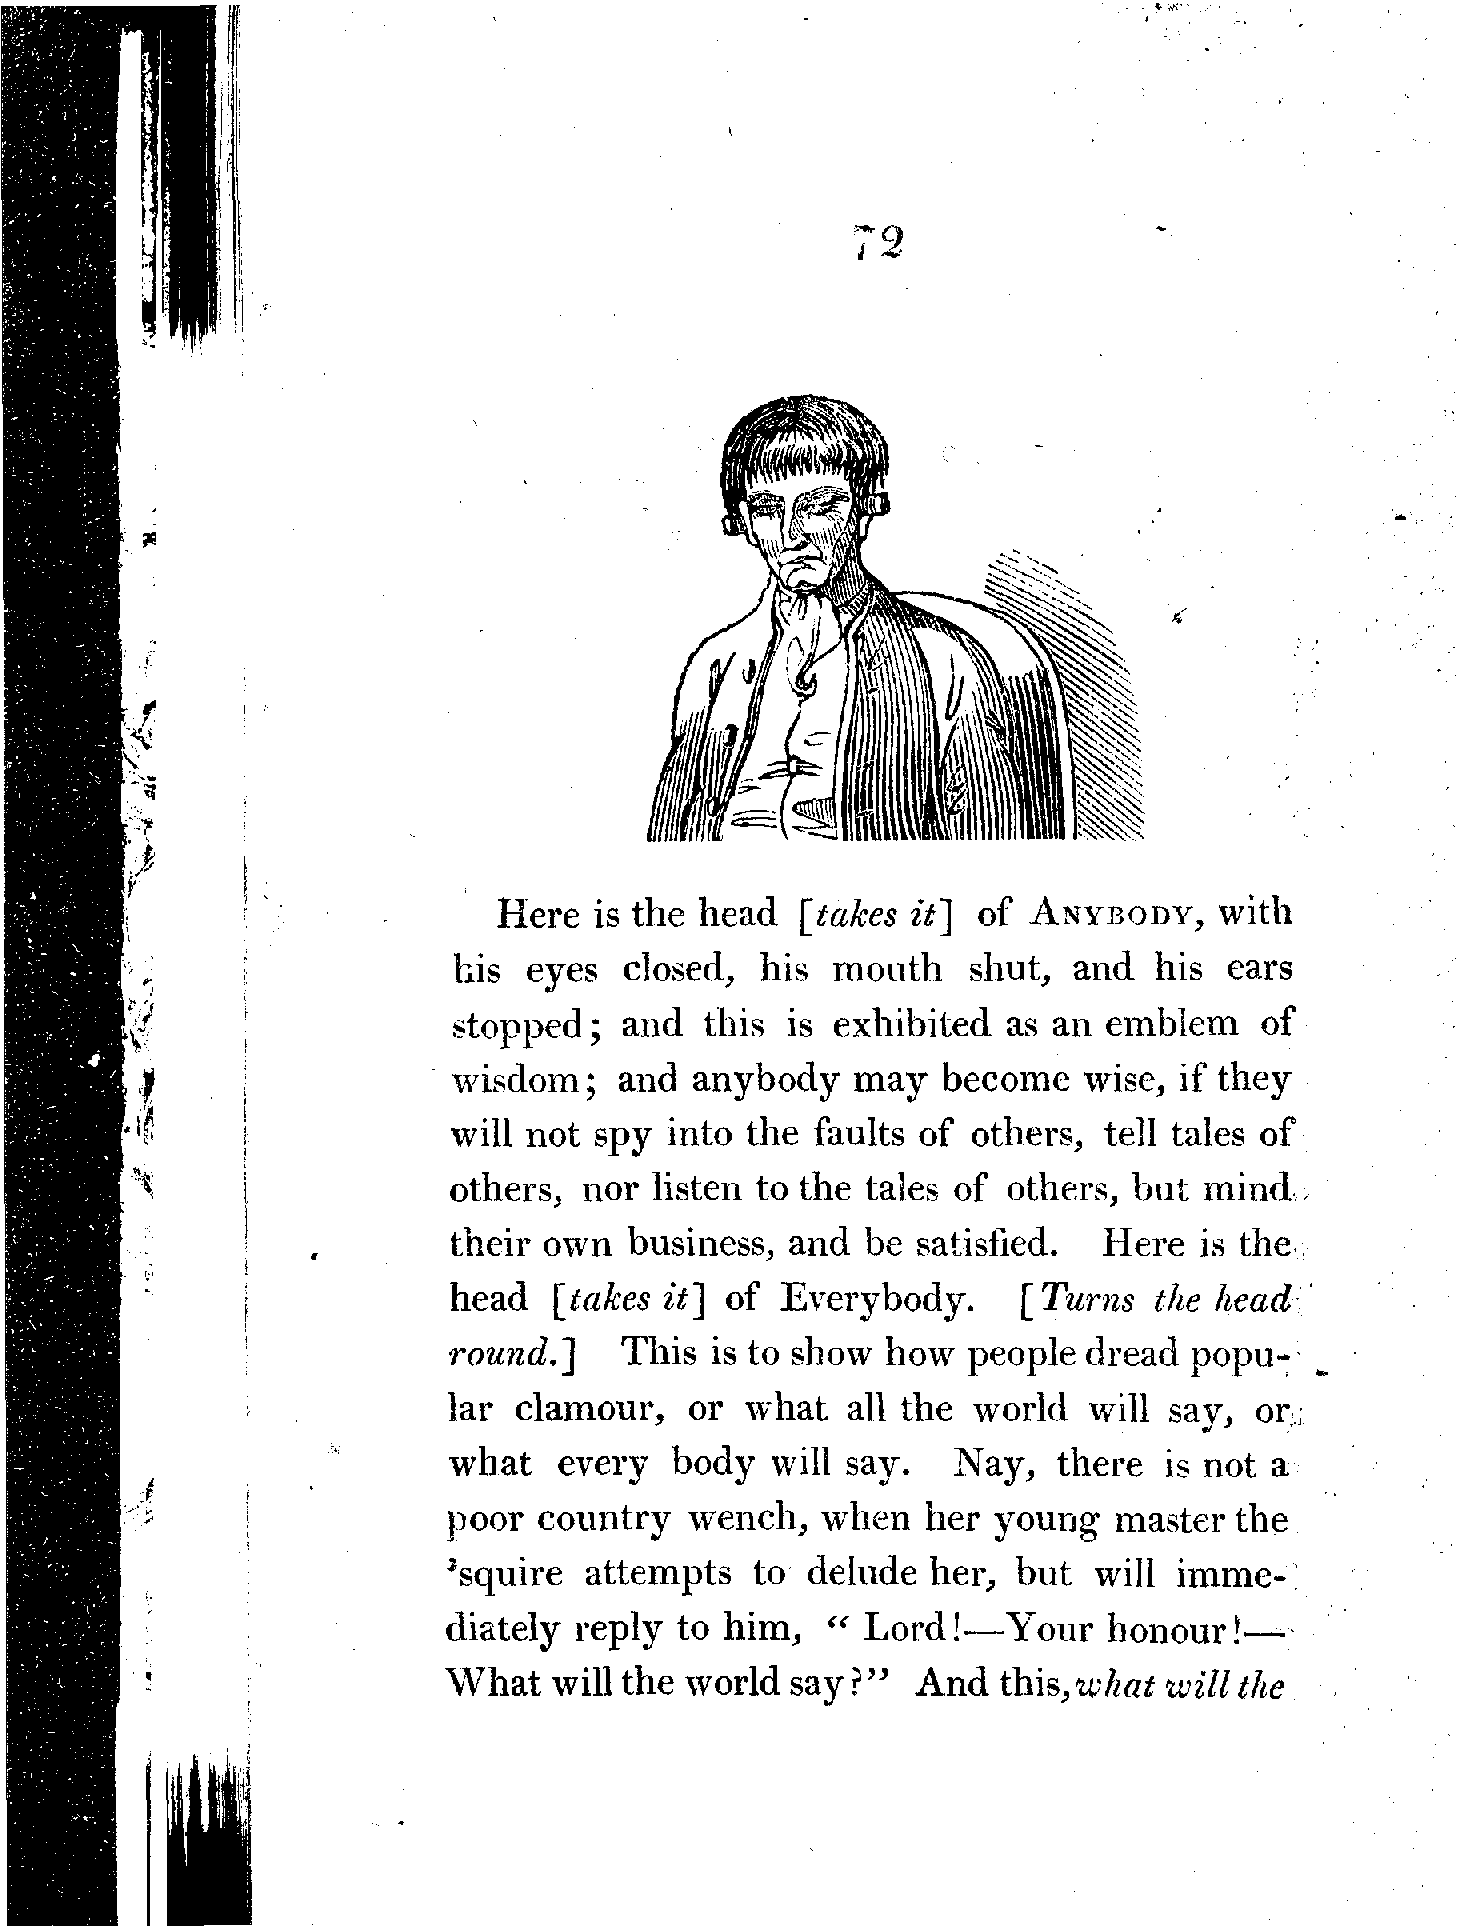 72
Here is the head [takes it] of ANYBODY, with
his eyes closed, his mouth shut, and his ears
stopped; and this is exhibited as an emblem of
wisdom; and anybody may become wise, if they
will not spy into the faults of others, tell tales of
others, nor listen to the tales of others, but mind
their own business, and be satisfied. Here is the
head [takes it] of Everybody. [Turns the head
round.] This is to show how people dread popu-
lar clamour, or what all the world will say, or
what every body will say. Nay, there is not a
poor country wench, when her young master the
'squire attempts to delude her, but will imme-
diately reply to him, “ Lord!—Your honour!—
What will the world say?” And this, what will the